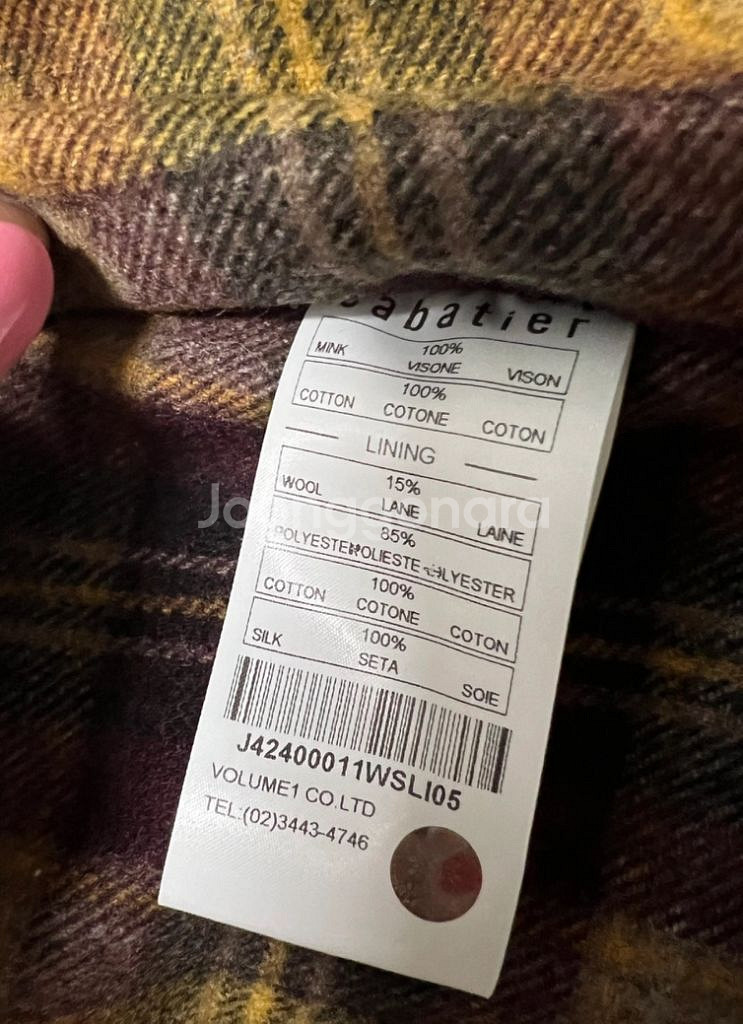 sabatier
100%
MINK VISONE VISON
100%
COTTON COTONE COTON
LINING
15%
WOOL LANE LAINE
85%
POLYESTER POLIESTE OLYESTER
100%
COTTON COTONE COTON
100%
SILK SETA SOIE
J42400011WSLI05
VOLUME1 CO.LTD
TEL:(02)3443-4746
Joonggonara